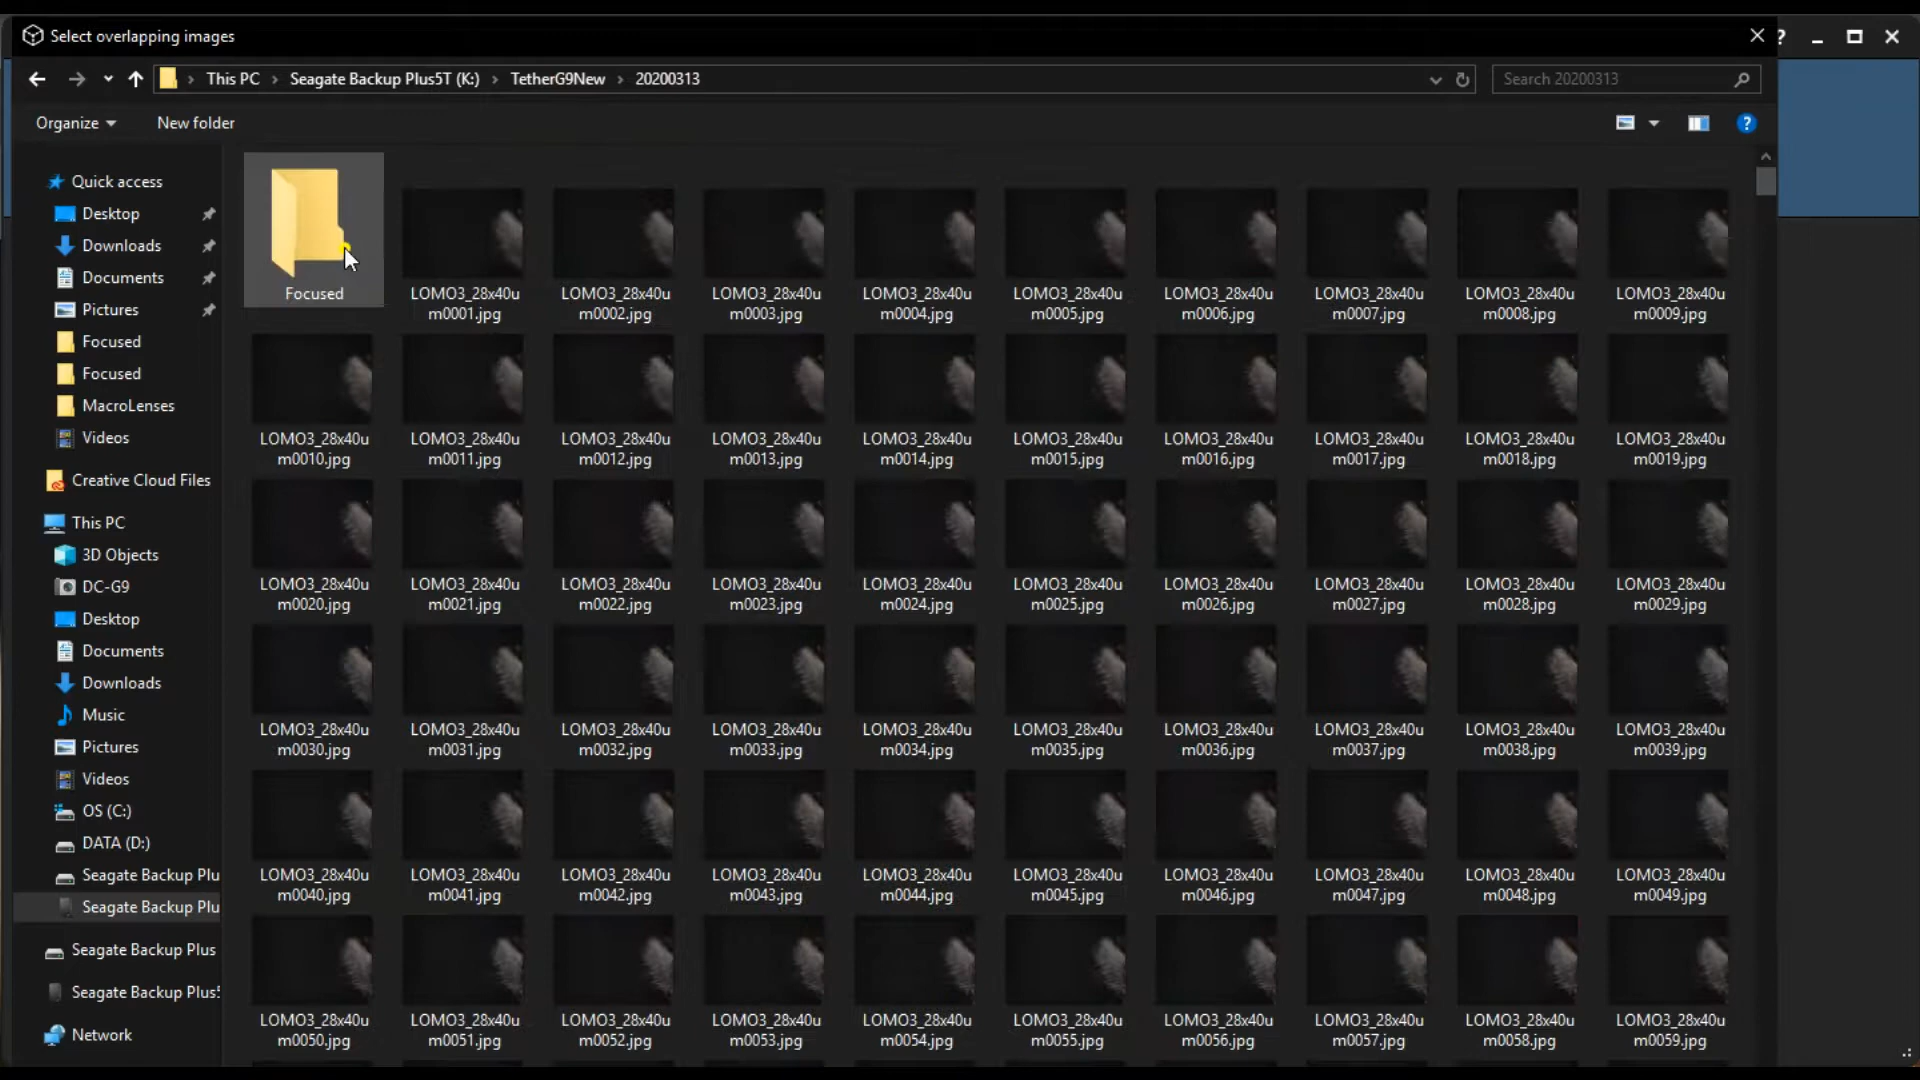 Select overlapping images
This PC
Seagate Backup Plus5T (K:)
TetherG9New
20200313
Search 20200313
Organize
New folder
Quick access
Desktop
Downloads
Documents
Pictures
Focused
Focused
MacroLenses
Videos
Creative Cloud Files
This PC
3D Objects
DC-G9
Desktop
Documents
Downloads
Music
Pictures
Videos
OS (C:)
DATA (D:)
Seagate Backup Plu
Seagate Backup Plu
Seagate Backup Plus
Seagate Backup Plus5
Network
Focused
LOMO3_28x40u
m0001.jpg
LOMO3_28x40u
m0002.jpg
LOMO3_28x40u
m0003.jpg
LOMO3_28x40u
m0004.jpg
LOMO3_28x40u
m0005.jpg
LOMO3_28x40u
m0006.jpg
LOMO3_28x40u
m0007.jpg
LOMO3_28x40u
m0008.jpg
LOMO3_28x40u
m0009.jpg
LOMO3_28x40u
m0010.jpg
LOMO3_28x40u
m0011.jpg
LOMO3_28x40u
m0012.jpg
LOMO3_28x40u
m0013.jpg
LOMO3_28x40u
m0014.jpg
LOMO3_28x40u
m0015.jpg
LOMO3_28x40u
m0016.jpg
LOMO3_28x40u
m0017.jpg
LOMO3_28x40u
m0018.jpg
LOMO3_28x40u
m0019.jpg
LOMO3_28x40u
m0020.jpg
LOMO3_28x40u
m0021.jpg
LOMO3_28x40u
m0022.jpg
LOMO3_28x40u
m0023.jpg
LOMO3_28x40u
m0024.jpg
LOMO3_28x40u
m0025.jpg
LOMO3_28x40u
m0026.jpg
LOMO3_28x40u
m0027.jpg
LOMO3_28x40u
m0028.jpg
LOMO3_28x40u
m0029.jpg
LOMO3_28x40u
m0030.jpg
LOMO3_28x40u
m0031.jpg
LOMO3_28x40u
m0032.jpg
LOMO3_28x40u
m0033.jpg
LOMO3_28x40u
m0034.jpg
LOMO3_28x40u
m0035.jpg
LOMO3_28x40u
m0036.jpg
LOMO3_28x40u
m0037.jpg
LOMO3_28x40u
m0038.jpg
LOMO3_28x40u
m0039.jpg
LOMO3_28x40u
m0040.jpg
LOMO3_28x40u
m0041.jpg
LOMO3_28x40u
m0042.jpg
LOMO3_28x40u
m0043.jpg
LOMO3_28x40u
m0044.jpg
LOMO3_28x40u
m0045.jpg
LOMO3_28x40u
m0046.jpg
LOMO3_28x40u
m0047.jpg
LOMO3_28x40u
m0048.jpg
LOMO3_28x40u
m0049.jpg
LOMO3_28x40u
m0050.jpg
LOMO3_28x40u
m0051.jpg
LOMO3_28x40u
m0052.jpg
LOMO3_28x40u
m0053.jpg
LOMO3_28x40u
m0054.jpg
LOMO3_28x40u
m0055.jpg
LOMO3_28x40u
m0056.jpg
LOMO3_28x40u
m0057.jpg
LOMO3_28x40u
m0058.jpg
LOMO3_28x40u
m0059.jpg